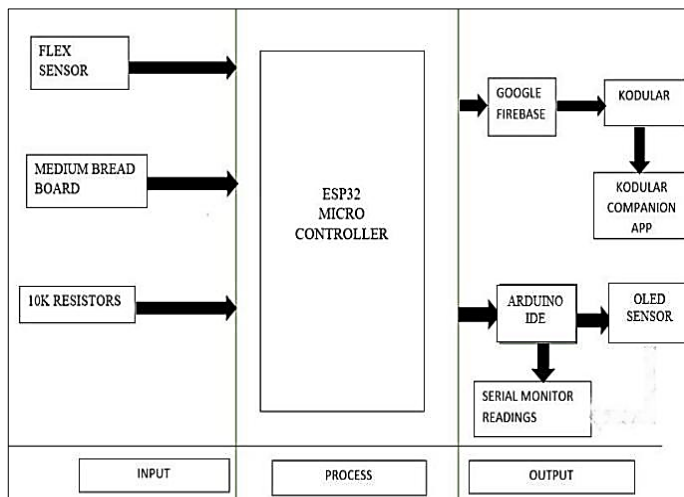 FLEX
SENSOR
MEDIUM BREAD
BOARD
10K RESISTORS
ESP32
MICRO
CONTROLLER
GOOGLE
FIREBASE
KODULAR
KODULAR
COMPANION
APP
ARDUINO
IDE
OLED
SENSOR
SERIAL MONITOR
READINGS
INPUT
PROCESS
OUTPUT